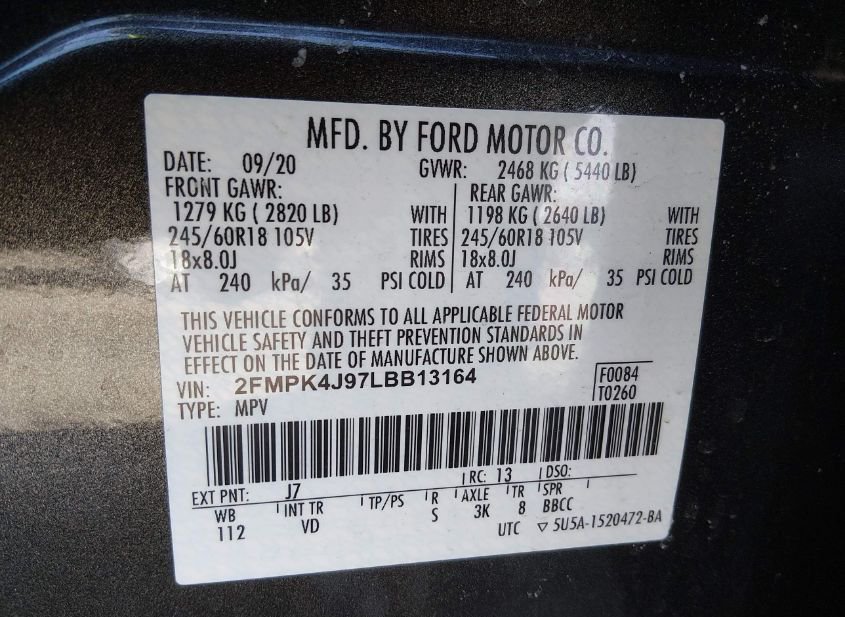 MFD. BY FORD MOTOR CO.
DATE: 09/20 GVWR: 2468 KG ( 5440 LB)
FRONT GAWR: REAR GAWR:
1279 KG ( 2820 LB) WITH 1198 KG ( 2640 LB) WITH
245/60R18 105V TIRES 245/60R18 105V TIRES
18x8.0J RIMS 18x8.0J RIMS
AT 240 kPa/ 35 PSI COLD AT 240 kPa/ 35 PSI COLD
THIS VEHICLE CONFORMS TO ALL APPLICABLE FEDERAL MOTOR
VEHICLE SAFETY AND THEFT PREVENTION STANDARDS IN
EFFECT ON THE DATE OF MANUFACTURE SHOWN ABOVE.
VIN: 2FMPK4J97LBB13164 F0084
TYPE: MPV T0260
RC: 13 DSO:
EXT PNT: J7
WB INT TR TP/PS R AXLE TR SPR
112 VD S 3K 8 BBCC
UTC ▽ 5U5A-1520472-BA